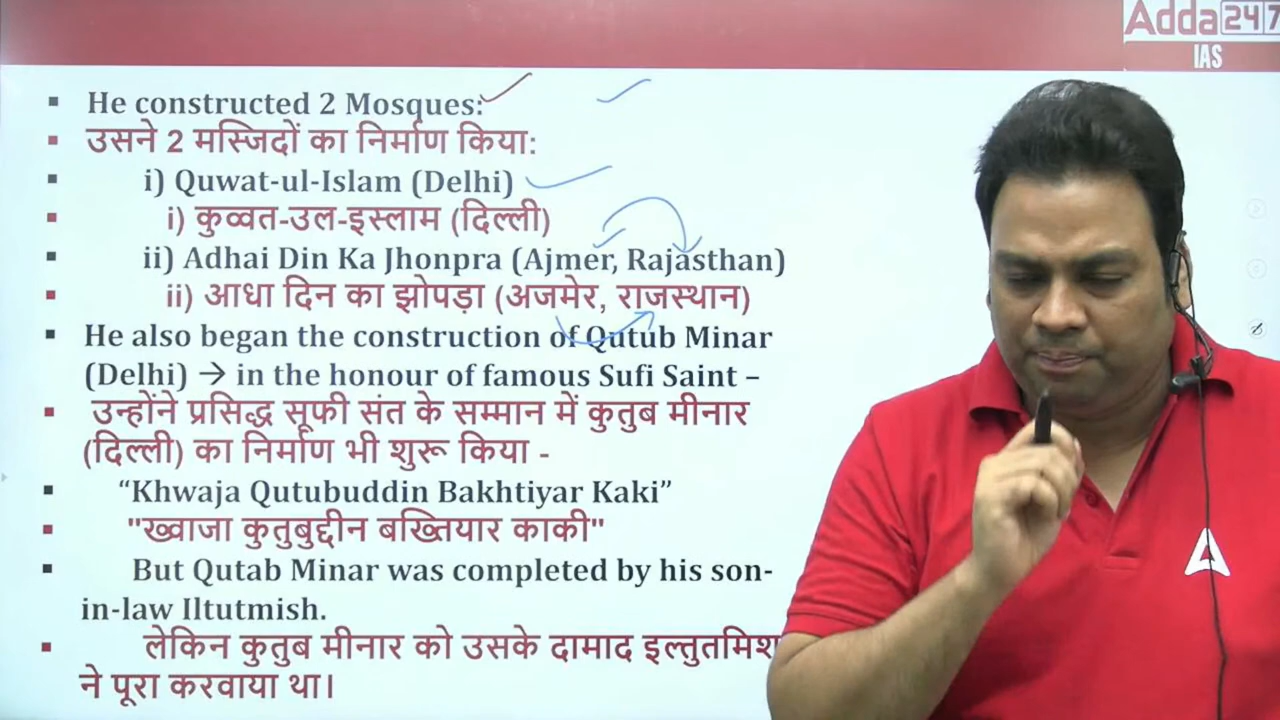 Adda 247
IAS
He constructed 2 Mosques:
उसने 2 मस्जिदों का निर्माण किया:
i) Quwat-ul-Islam (Delhi)
i) कुव्वत-उल-इस्लाम (दिल्ली)
ii) Adhai Din Ka Jhonpra (Ajmer, Rajasthan)
ii) आधा दिन का झोपड़ा (अजमेर, राजस्थान)
He also began the construction of Qutub Minar
(Delhi) → in the honour of famous Sufi Saint –
उन्होंने प्रसिद्ध सूफी संत के सम्मान में कुतुब मीनार
(दिल्ली) का निर्माण भी शुरू किया -
“Khwaja Qutubuddin Bakhtiyar Kaki”
"ख्वाजा कुतुबुद्दीन बख्तियार काकी"
But Qutab Minar was completed by his son-
in-law Iltutmish.
लेकिन कुतुब मीनार को उसके दामाद इल्तुतमिश
ने पूरा करवाया था।